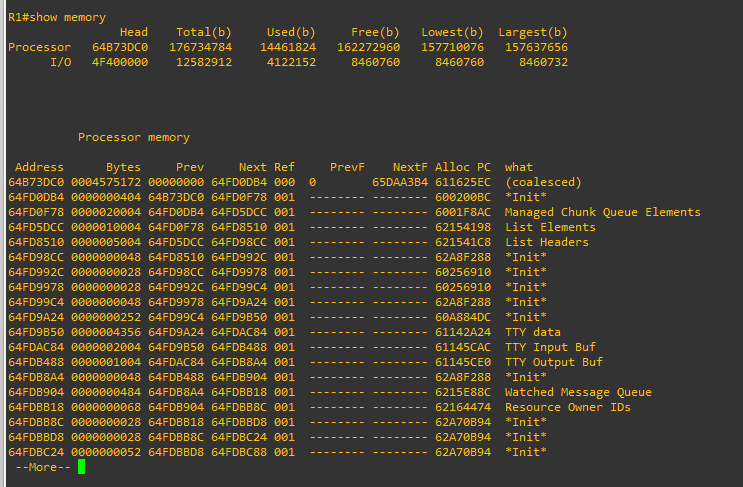 R1#show memory
Head Total(b) Used(b) Free(b) Lowest(b) Largest(b)
Processor 64B73DC0 176734784 14461824 162272960 157710076 157637656
I/O 4F400000 12582912 4122152 8460760 8460760 8460732
Processor memory
Address Bytes Prev Next Ref PrevF NextF Alloc PC what
64B73DC0 0004575172 00000000 64FD0DB4 000 0 65DAA3B4 611625EC (coalesced)
64FD0DB4 0000000404 64B73DC0 64FD0F78 001 -------- -------- 600200BC *Init*
64FD0F78 0000020004 64FD0DB4 64FD5DCC 001 -------- -------- 6001F8AC Managed Chunk Queue Elements
64FD5DCC 0000010004 64FD0F78 64FD8510 001 -------- -------- 62154198 List Elements
64FD8510 0000005004 64FD5DCC 64FD98CC 001 -------- -------- 621541C8 List Headers
64FD98CC 0000000048 64FD8510 64FD992C 001 -------- -------- 62A8F288 *Init*
64FD992C 0000000028 64FD98CC 64FD9978 001 -------- -------- 60256910 *Init*
64FD9978 0000000028 64FD992C 64FD99C4 001 -------- -------- 60256910 *Init*
64FD99C4 0000000048 64FD9978 64FD9A24 001 -------- -------- 62A8F288 *Init*
64FD9A24 0000000252 64FD99C4 64FD9B50 001 -------- -------- 60A884DC *Init*
64FD9B50 0000004356 64FD9A24 64FDAC84 001 -------- -------- 61142A24 TTY data
64FDAC84 0000002004 64FD9B50 64FDB488 001 -------- -------- 61145CAC TTY Input Buf
64FDB488 0000001004 64FDAC84 64FDB8A4 001 -------- -------- 61145CE0 TTY Output Buf
64FDB8A4 0000000048 64FDB488 64FDB904 001 -------- -------- 62A8F288 *Init*
64FDB904 0000000484 64FDB8A4 64FDBB18 001 -------- -------- 6215E88C Watched Message Queue
64FDBB18 0000000068 64FDB904 64FDBB8C 001 -------- -------- 62164474 Resource Owner IDs
64FDBB8C 0000000028 64FDBB18 64FDBBD8 001 -------- -------- 62A70B94 *Init*
64FDBBD8 0000000028 64FDBB8C 64FDBC24 001 -------- -------- 62A70B94 *Init*
64FDBC24 0000000052 64FDBBD8 64FDBC88 001 -------- -------- 62A70B94 *Init*
--More--